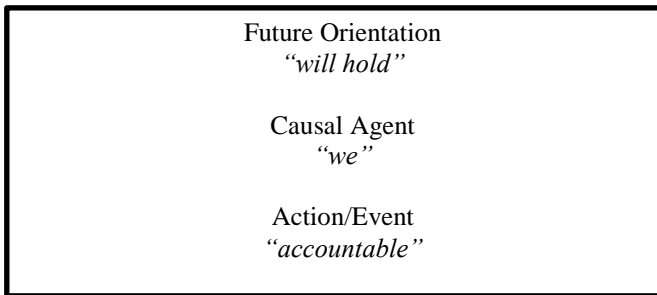 Future Orientation
“will hold”
Causal Agent
“we”
Action/Event
“accountable”